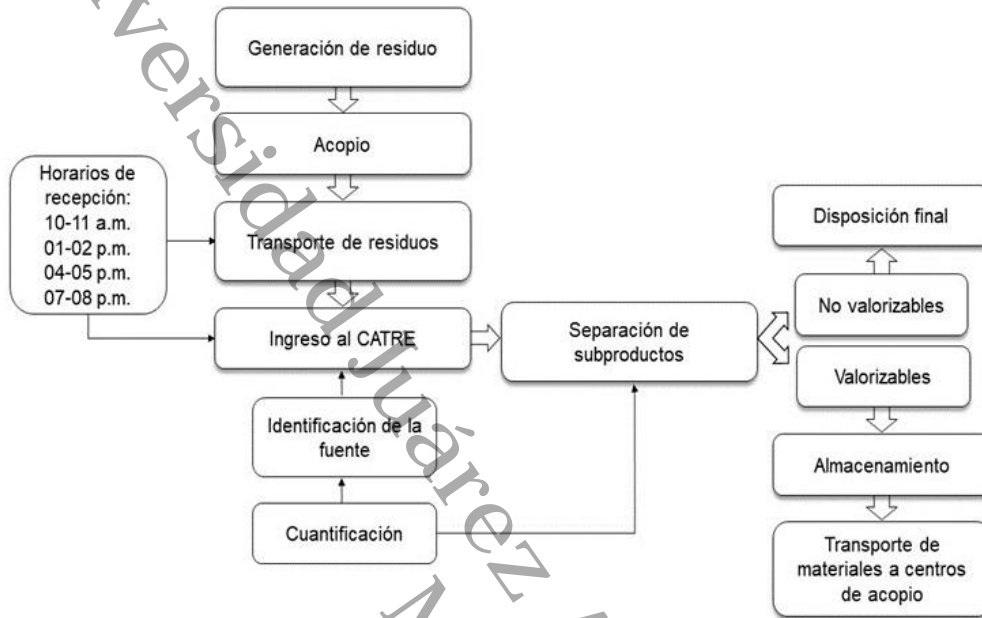 Generación de residuo
Acopio
Horarios de
recepción:
10-11 a.m.
01-02 p.m.
04-05 p.m.
07-08 p.m.
Transporte de residuos
Ingreso al CATRE
Identificación de la
fuente
Cuantificación
Separación de
subproductos
Disposición final
No valorizables
Valorizables
Almacenamiento
Transporte de
materiales a centros
de acopio
versidad Juárez